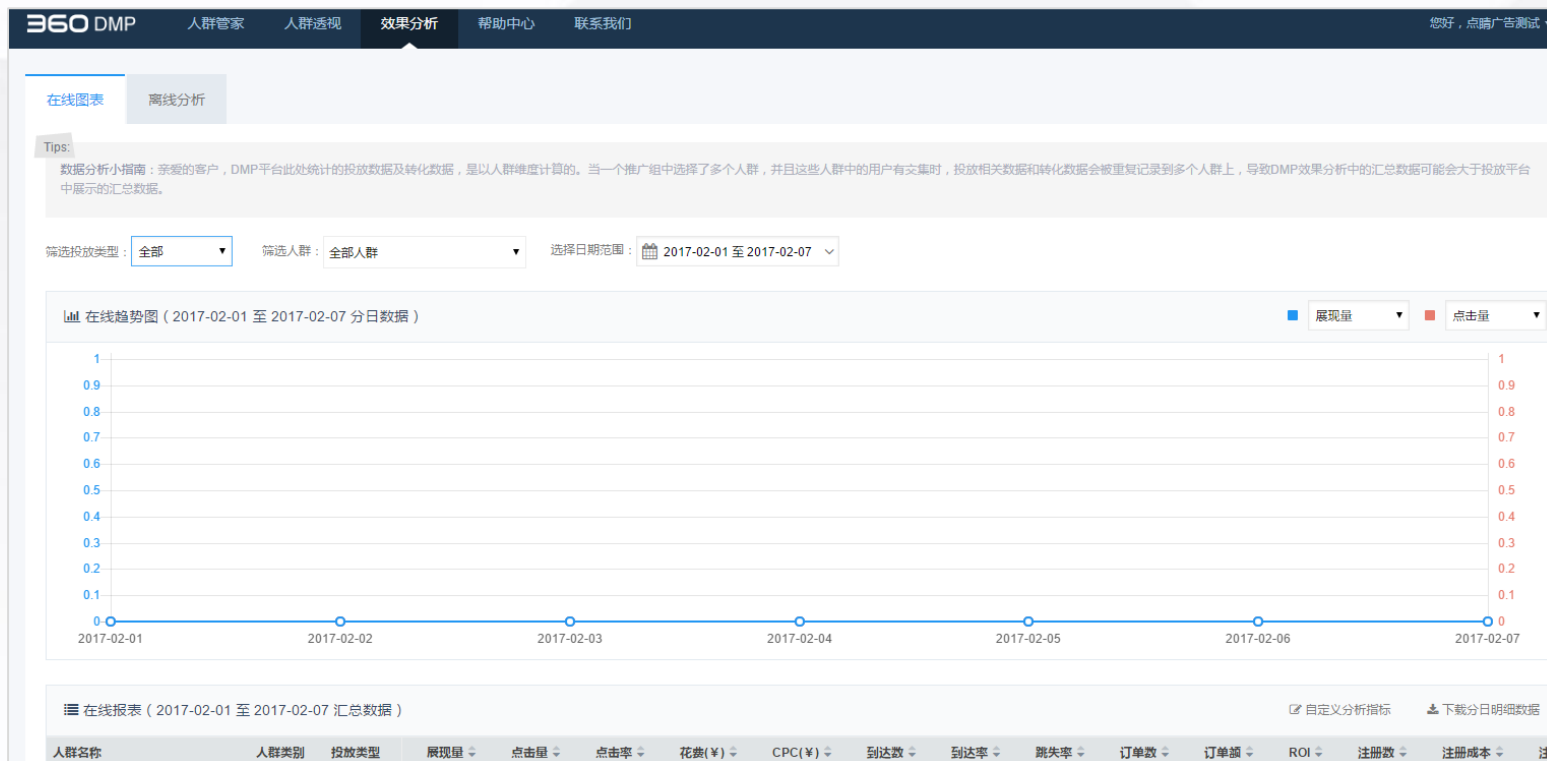 360 DMP 人群管家 人群透视 效果分析 帮助中心 联系我们 您好，点睛广告测试
在线图表 离线分析
Tips:
数据分析小指南：亲爱的客户，DMP平台此处统计的投放数据及转化数据，是以人群维度计算的。当一个推广组中选择了多个人群，并且这些人群中的用户有交集时，投放相关数据和转化数据会被重复记录到多个人群上，导致DMP效果分析中的汇总数据可能会大于投放平台
中展示的汇总数据。
筛选投放类型： 全部 筛选人群： 全部人群 选择日期范围： 2017-02-01 至 2017-02-07
在线趋势图 ( 2017-02-01 至 2017-02-07 分日数据 ) 展现量 点击量
1 1
0.9 0.9
0.8 0.8
0.7 0.7
0.6 0.6
0.5 0.5
0.4 0.4
0.3 0.3
0.2 0.2
0.1 0.1
0 0
2017-02-01 2017-02-02 2017-02-03 2017-02-04 2017-02-05 2017-02-06 2017-02-07
在线报表 ( 2017-02-01 至 2017-02-07 汇总数据 ) 自定义分析指标 下载分日明细数据
人群名称 人群类别 投放类型 展现量 点击量 点击率 花费(¥) CPC(¥) 到达数 到达率 跳失率 订单数 订单额 ROI 注册数 注册成本